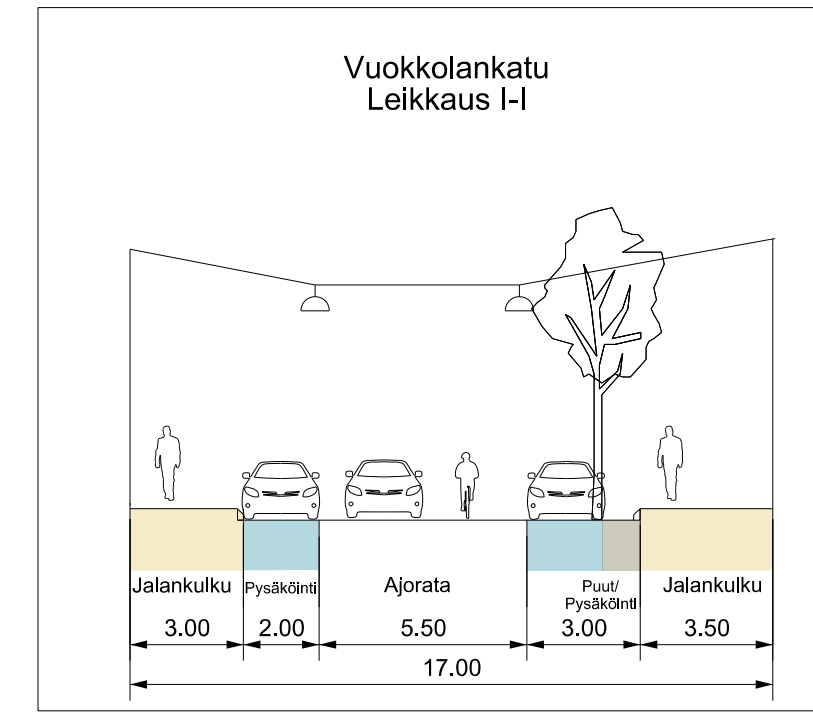 Vuokkolankatu
Leikkaus I-I
Jalankulku
Pysäköinti
Ajorata
Puut/
Pysäköinti
Jalankulku
3.00
2.00
5.50
3.00
3.50
17.00